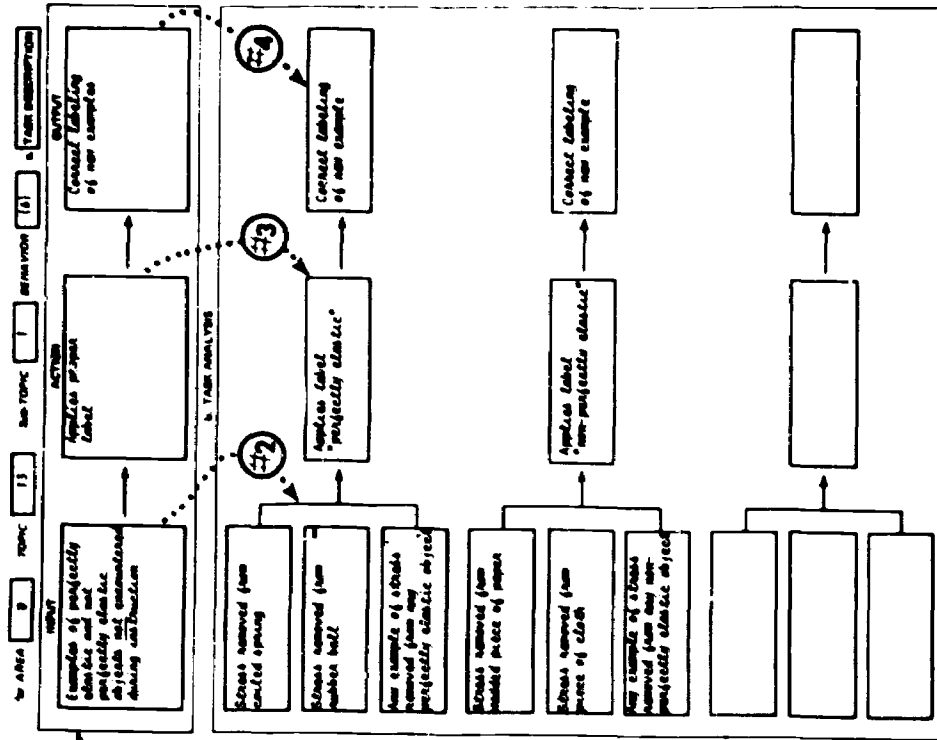 AREA 9 TOPIC 13 Sub-TOPIC 1 BEHAVIOR (6) a. TASK DESCRIPTION
INPUT
ACTION
OUTPUT
Examples of perfectly
elastic and not
perfectly elastic
objects not encountered
during instruction
Applies proper
label
Correct labeling
of new examples
#2
#3
#4
b. TASK ANALYSIS
Stress removed from
coiled spring
Stress removed from
rubber ball
Any example of stress
removed from any
perfectly elastic object
Applies label
"perfectly elastic"
Correct labeling
of new example
Stress removed from
wadded piece of paper
Stress removed from
piece of cloth
Any example of stress
removed from any non-
perfectly elastic object
Applies label
"non-perfectly elastic"
Correct labeling
of new example